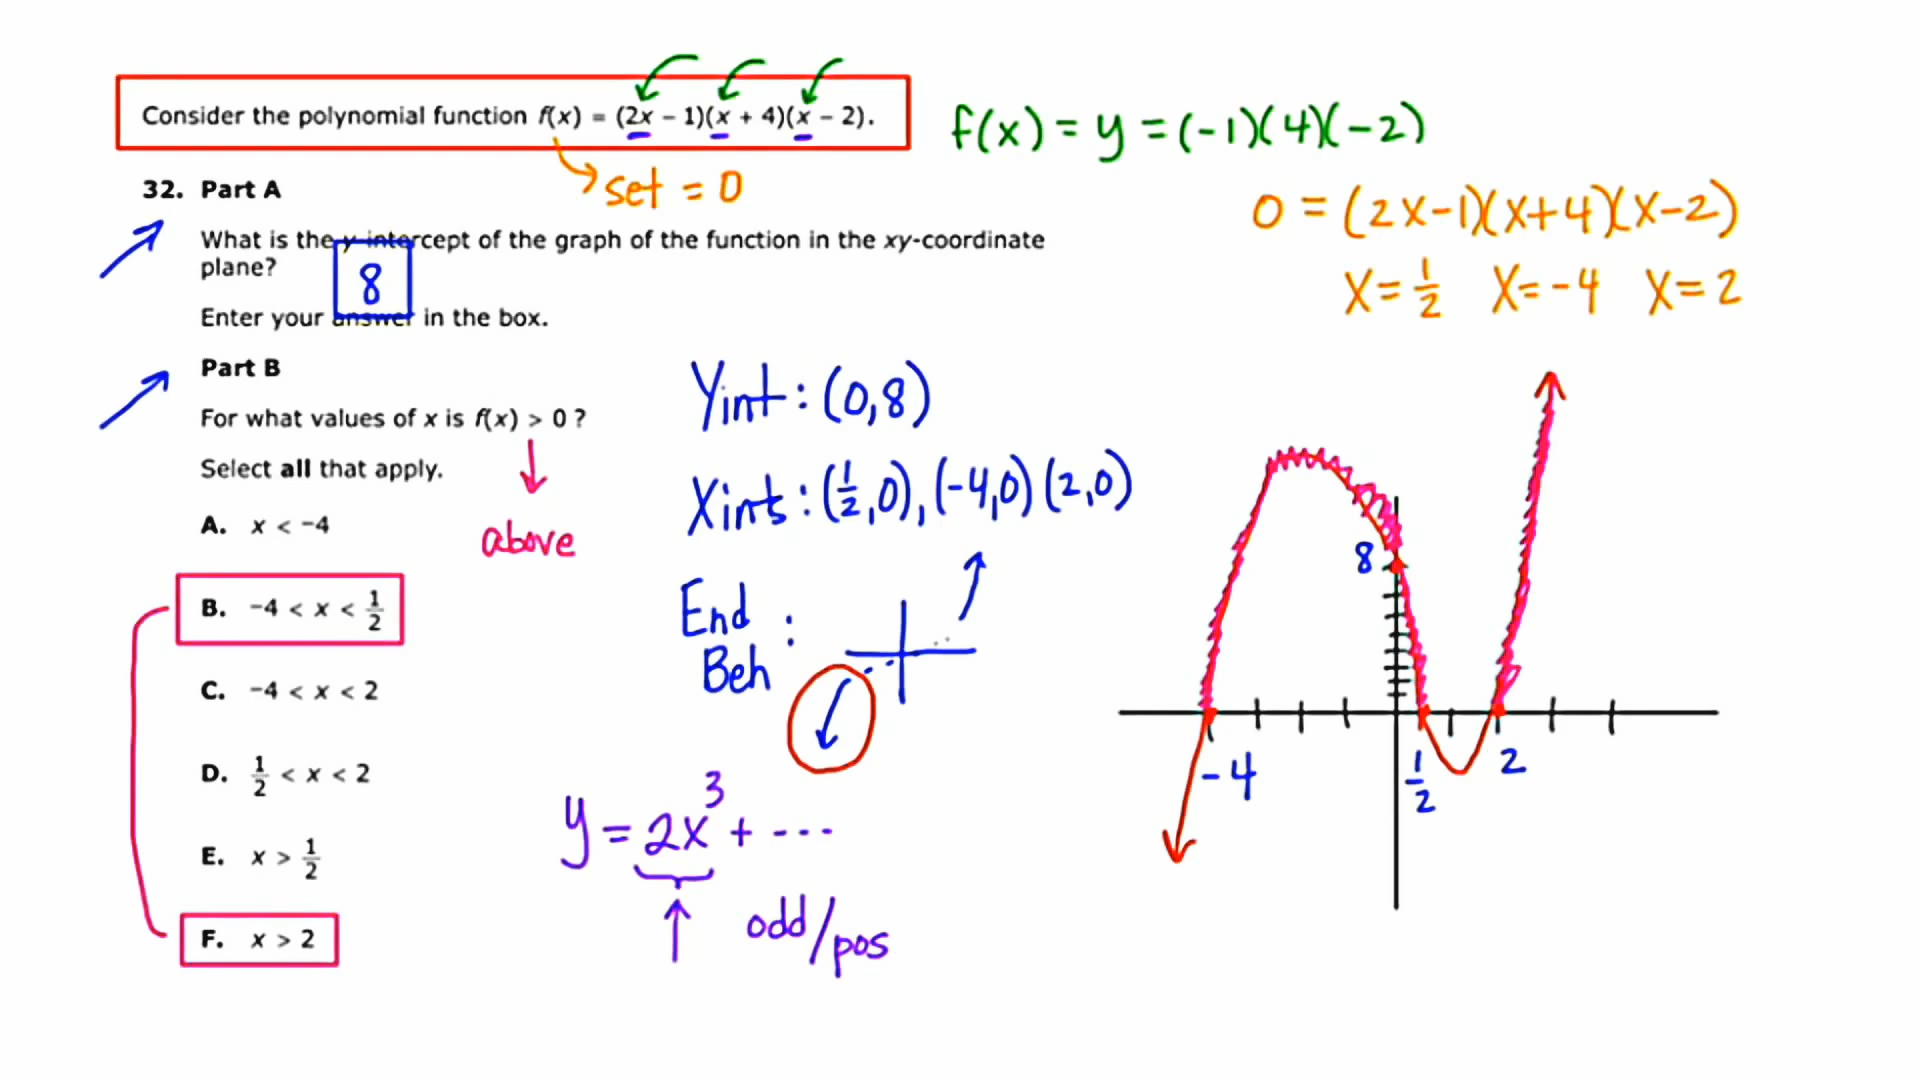 Consider the polynomial function f(x) = (2x − 1)(x + 4)(x − 2).
f(x) = y = (-1)(4)(-2)
set = 0
0 = (2x-1)(x+4)(x-2)
x = 1/2 x = -4 x = 2
32. Part A
What is the y-intercept of the graph of the function in the xy-coordinate
plane?
8
Enter your answer in the box.
Part B
For what values of x is f(x) > 0 ?
Select all that apply.
above
A. x < −4
B. −4 < x < 1/2
C. −4 < x < 2
D. 1/2 < x < 2
E. x > 1/2
F. x > 2
Yint : (0,8)
Xints : (1/2,0), (-4,0) (2,0)
End
Beh :
y = 2x³ + ---
odd/pos
8
-4
1/2
2